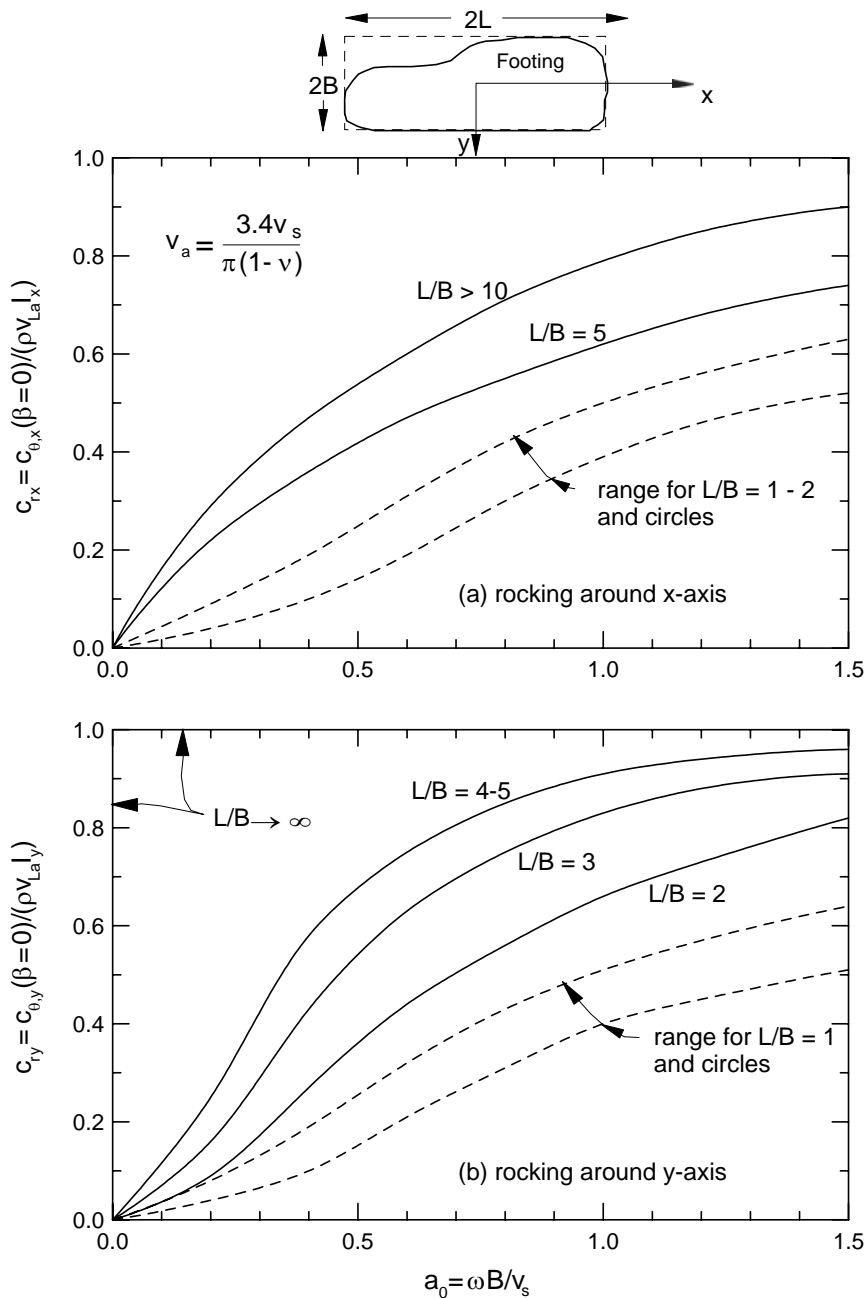 2L
2B
Footing
x
y
1.0
0.8
0.6
0.4
0.2
0.0
0.0 0.5 1.0 1.5
c_rx = c_θ,x(β=0)/(ρv_La I_x)
v_a = 3.4v_s / π(1- ν)
L/B > 10
L/B = 5
range for L/B = 1 - 2
and circles
(a) rocking around x-axis
1.0
0.8
0.6
0.4
0.2
0.0
0.0 0.5 1.0 1.5
c_ry = c_θ,y(β=0)/(ρv_La I_y)
L/B → ∞
L/B = 4-5
L/B = 3
L/B = 2
range for L/B = 1
and circles
(b) rocking around y-axis
a_0 = ωB/v_s